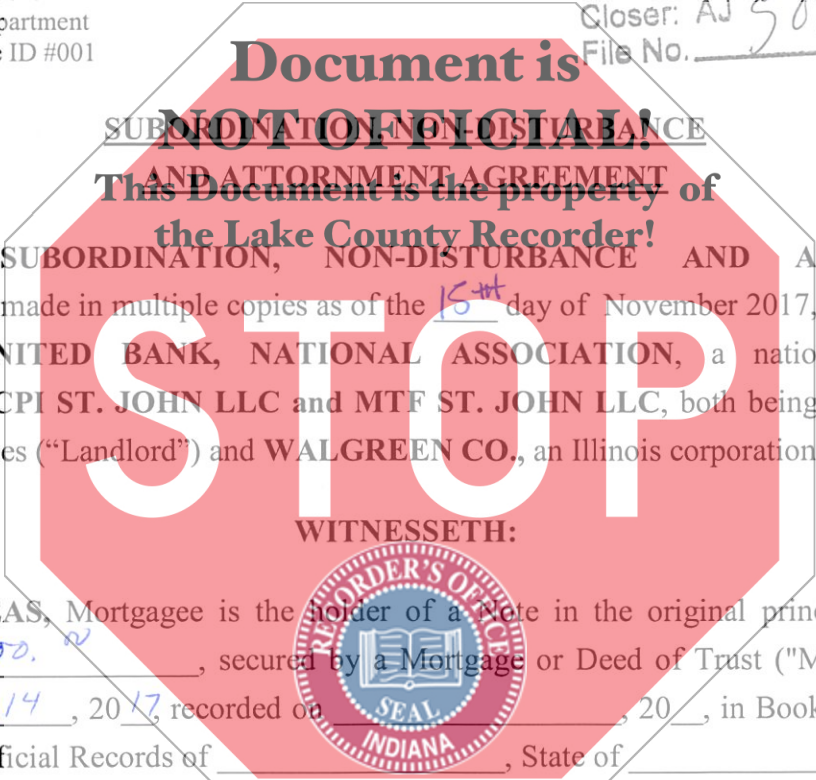 partment
Closer: AJ
e ID #001
File No.
Document is
NOT OFFICIAL!
SUBORDINATION, NON-DISTURBANCE
AND ATTORNMENT AGREEMENT
This Document is the property of
the Lake County Recorder!
SUBORDINATION, NON-DISTURBANCE AND A
made in multiple copies as of the 15th day of November 2017,
NITED BANK, NATIONAL ASSOCIATION, a natio
CPI ST. JOHN LLC and MTF ST. JOHN LLC, both being
es (“Landlord”) and WALGREEN CO., an Illinois corporation
STOP
WITNESSETH:
EAS, Mortgagee is the holder of a Note in the original princ
, secured by a Mortgage or Deed of Trust ("M
14, 2017, recorded on , 20 , in Book
ficial Records of , State of
RECORDER'S OFFICE
SEAL
INDIANA